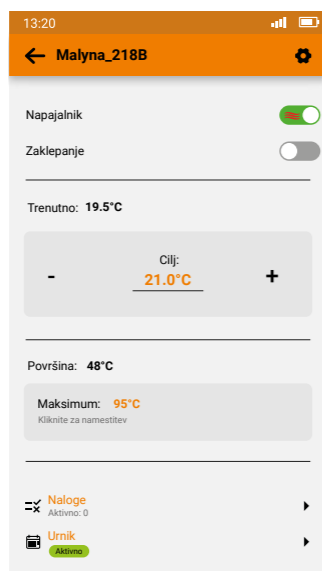 13:20
Malyna_218B
Napajalnik
Zaklepanje
Trenutno: 19.5°C
Cilj:
- 21.0°C +
Površina: 48°C
Maksimum: 95°C
Kliknite za namestitev
Naloge
Aktivno: 0
Urnik
Aktivno